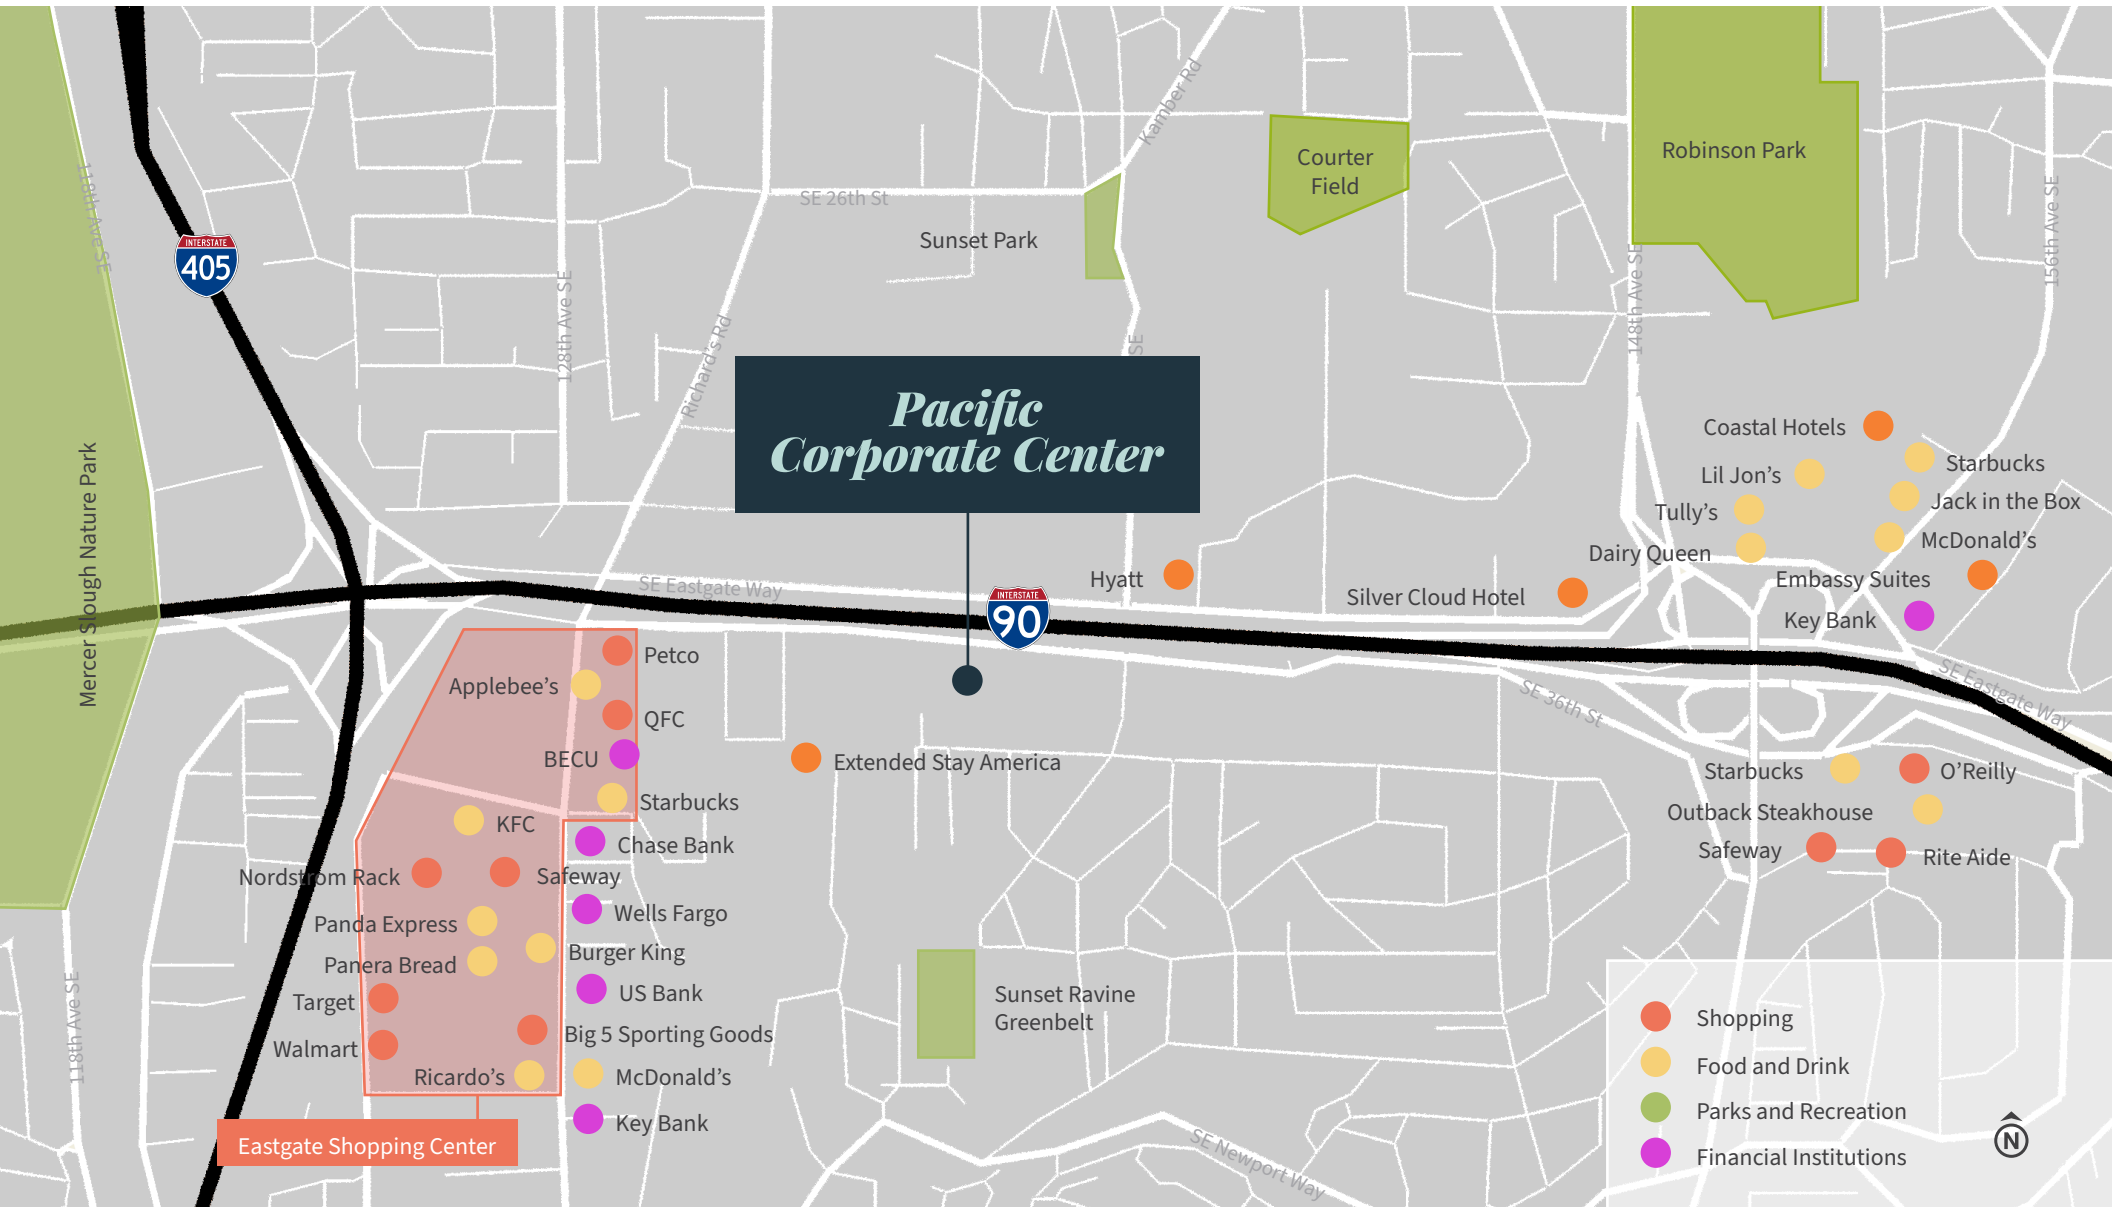 Kamber Rd
118th Ave SE
Courter
Field
Robinson Park
SE 26th St
Sunset Park
INTERSTATE
405
128th Ave SE
Richard's Rd
SE
148th Ave SE
156th Ave SE
Pacific
Corporate Center
Mercer Slough Nature Park
Coastal Hotels
Starbucks
Lil Jon's
Jack in the Box
Tully's
McDonald's
Dairy Queen
SE Eastgate Way
Hyatt
Silver Cloud Hotel
INTERSTATE
90
Embassy Suites
Key Bank
SE Eastgate Way
SE 36th St
Petco
Applebee's
QFC
BECU
Extended Stay America
Starbucks
KFC
Chase Bank
Nordstrom Rack
Safeway
Wells Fargo
Panda Express
Burger King
Panera Bread
US Bank
Target
Big 5 Sporting Goods
Walmart
Ricardo's
McDonald's
Key Bank
Eastgate Shopping Center
118th Ave SE
Sunset Ravine
Greenbelt
SE Newport Way
Starbucks
O'Reilly
Outback Steakhouse
Safeway
Rite Aide
Shopping
Food and Drink
Parks and Recreation
Financial Institutions
N